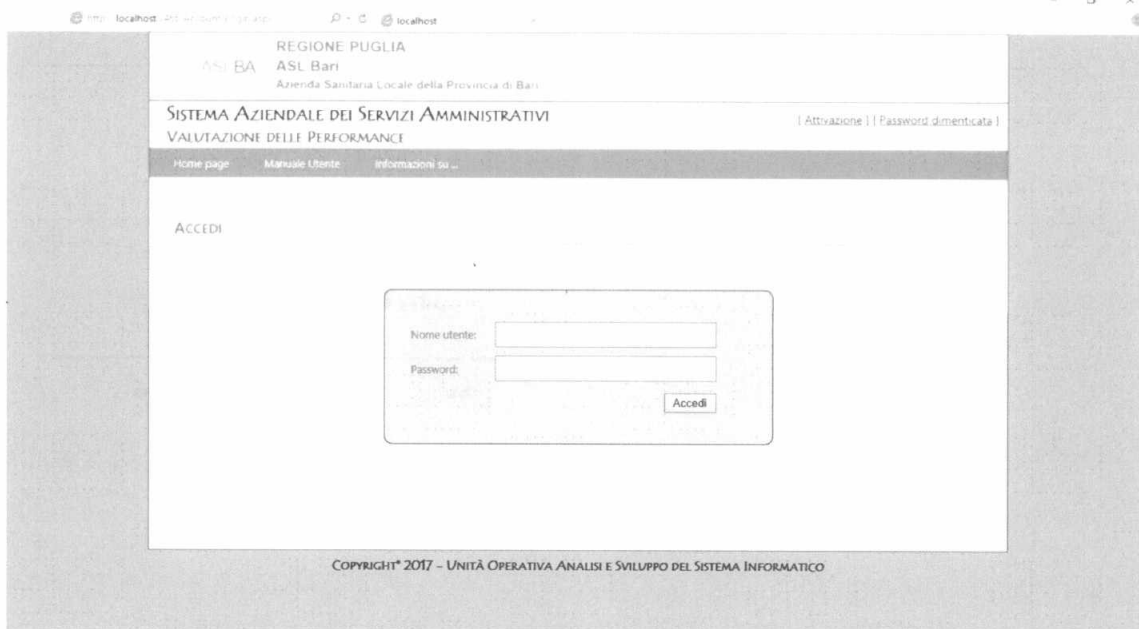 localhost
localhost
REGIONE PUGLIA
ASL BA
ASL Bari
Azienda Sanitaria Locale della Provincia di Bari
SISTEMA AZIENDALE DEI SERVIZI AMMINISTRATIVI
VALUTAZIONE DELLE PERFORMANCE
[ Attivazione ] [ Password dimenticata ]
Home page Manuale Utente Informazioni su ...
ACCEDI
Nome utente:
Password:
Accedi
COPYRIGHT® 2017 – UNITÀ OPERATIVA ANALISI E SVILUPPO DEL SISTEMA INFORMATICO